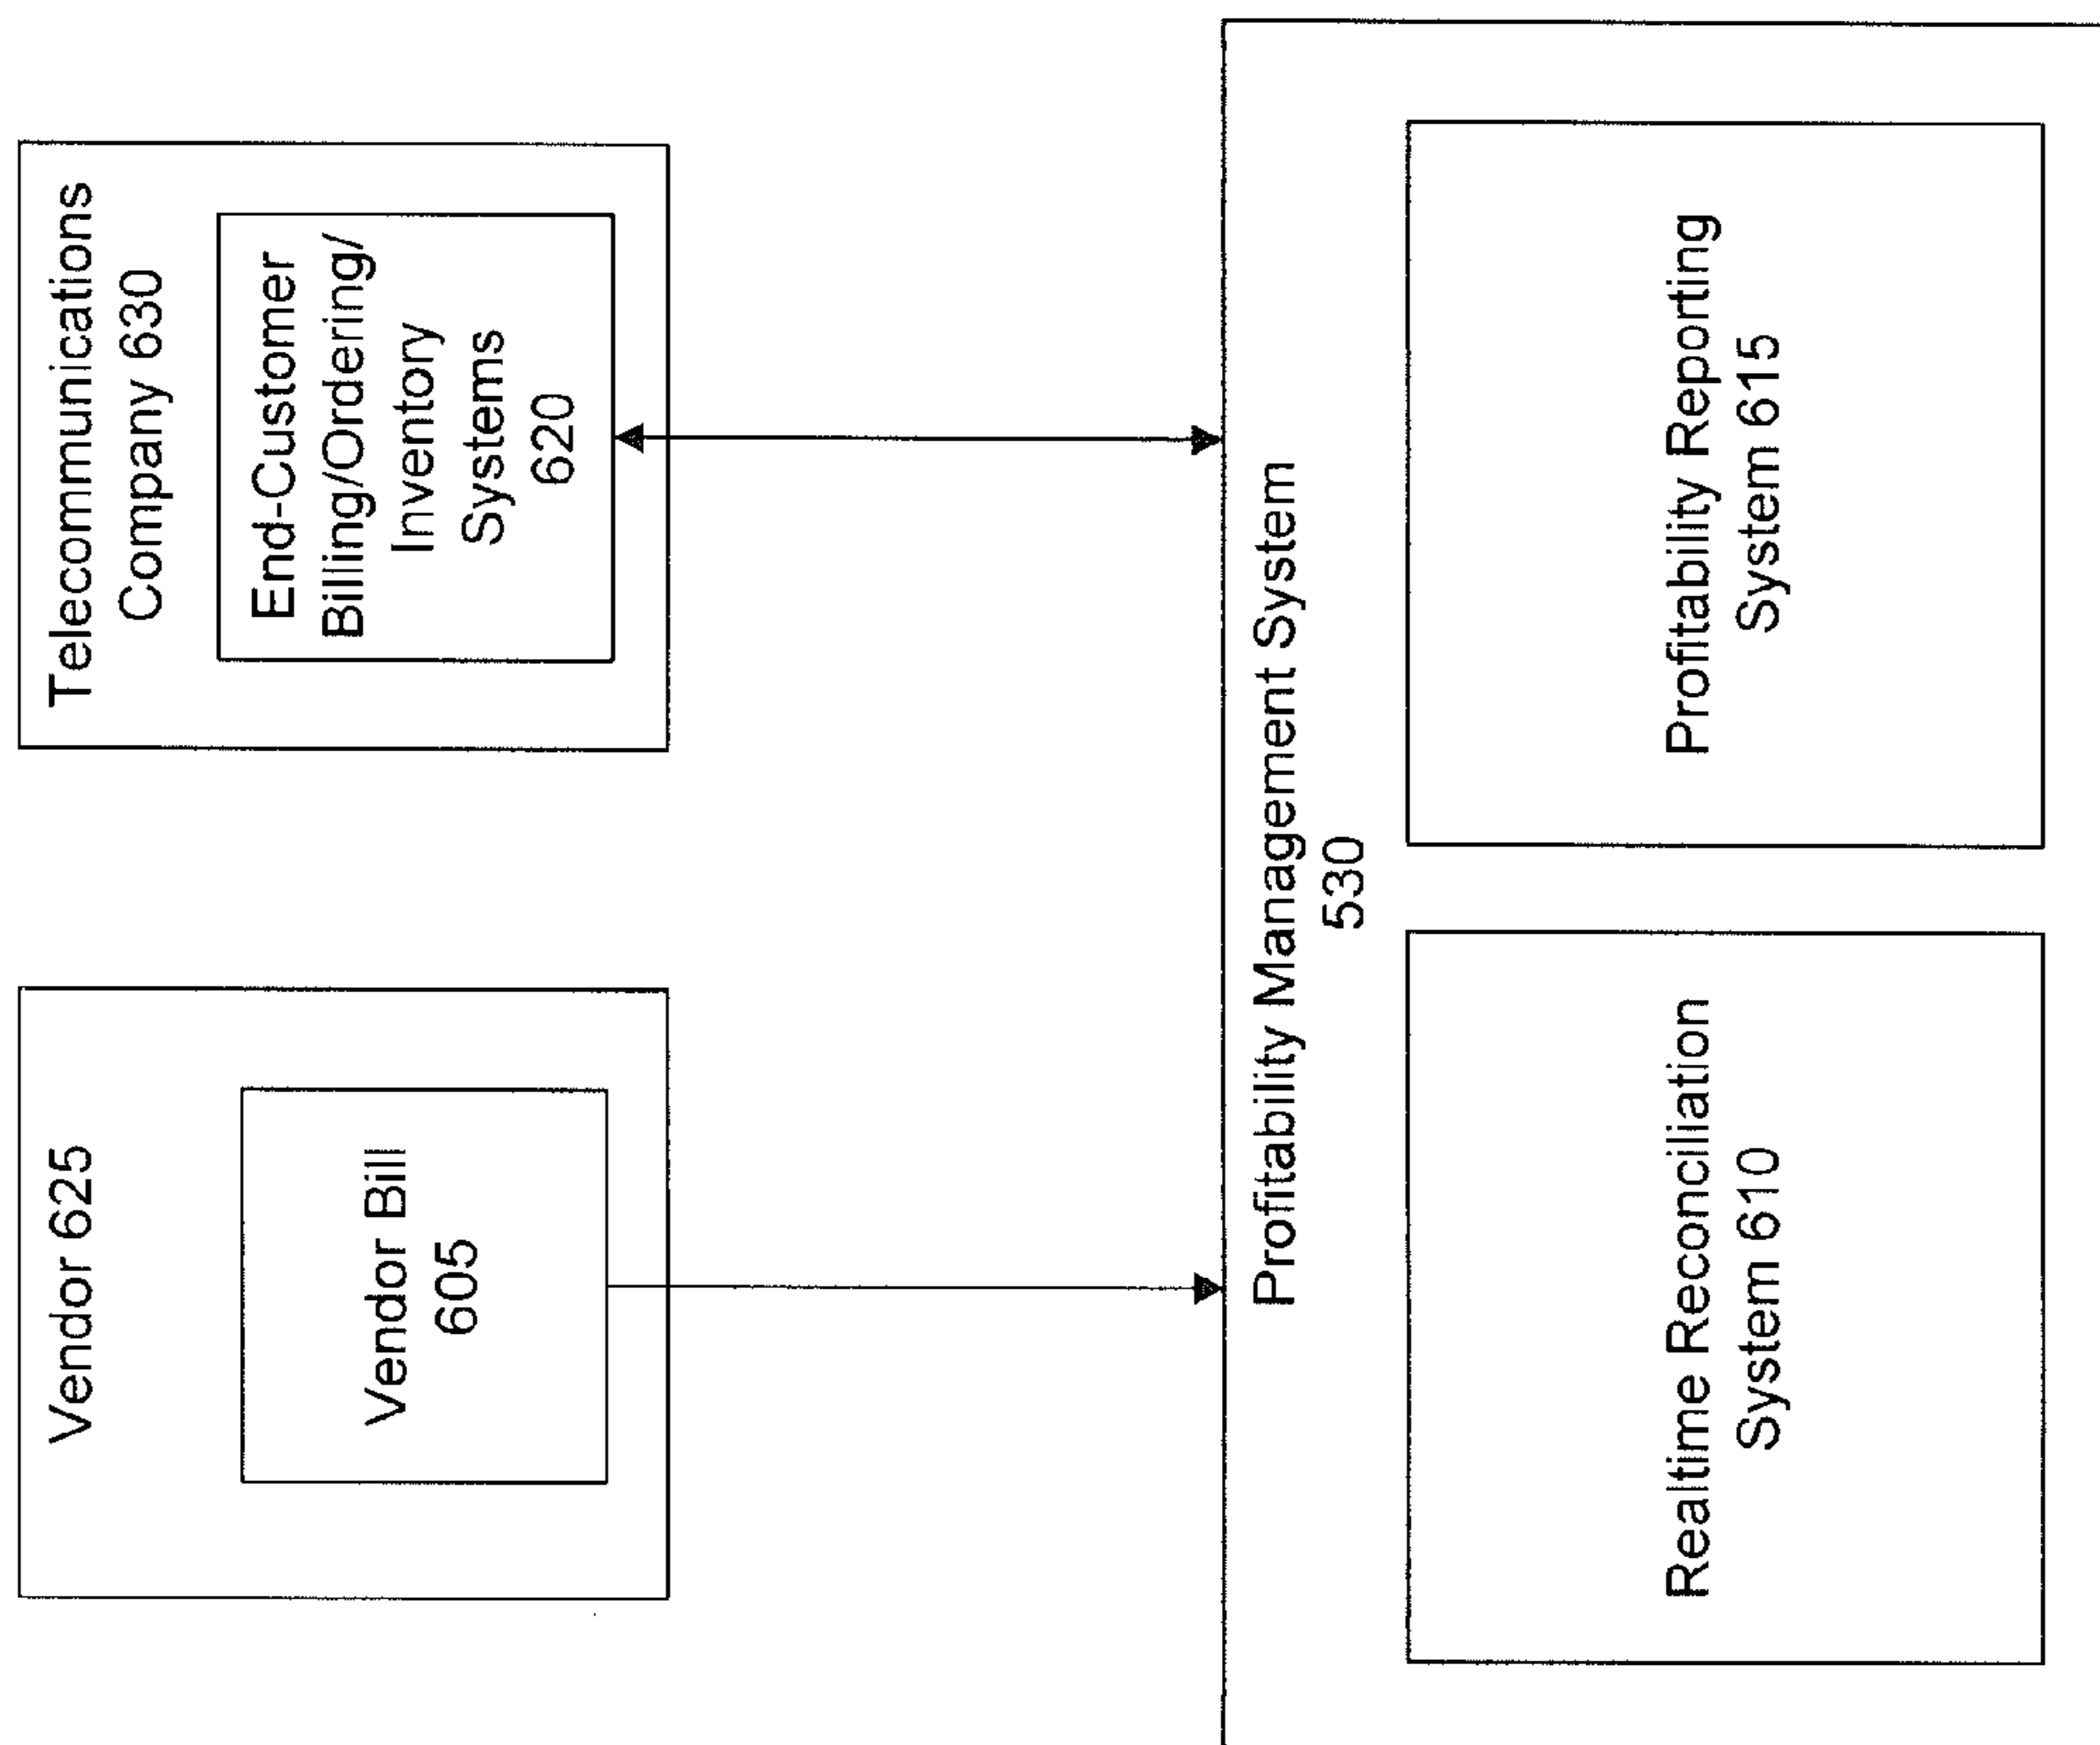 Vendor 625
Vendor Bill
605
Telecommunications
Company 630
End-Customer
Billing/Ordering/
Inventory
Systems
620
Profitability Management System
530
Realtime Reconciliation
System 610
Profitability Reporting
System 615